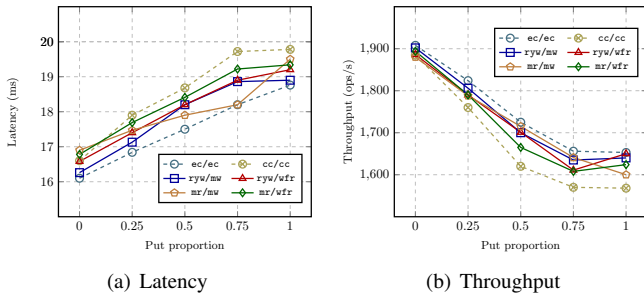 20
19
18
17
16
Latency (ms)
ec/ec
cc/cc
ryw/mw
ryw/wfr
mr/mw
mr/wfr
0
0.25
0.5
0.75
1
Put proportion
(a) Latency
1,900
1,800
1,700
1,600
Throughput (ops/s)
ec/ec
cc/cc
ryw/mw
ryw/wfr
mr/mw
mr/wfr
0
0.25
0.5
0.75
1
Put proportion
(b) Throughput